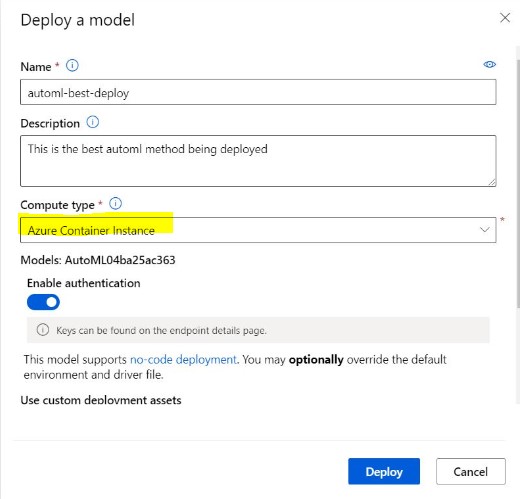 Deploy a model
Name *
automl-best-deploy
Description
This is the best automl method being deployed
Compute type *
Azure Container Instance
*
Models: AutoML04ba25ac363
Enable authentication
Keys can be found on the endpoint details page.
This model supports no-code deployment. You may optionally override the default
environment and driver file.
Use custom deployment assets
Deploy Cancel